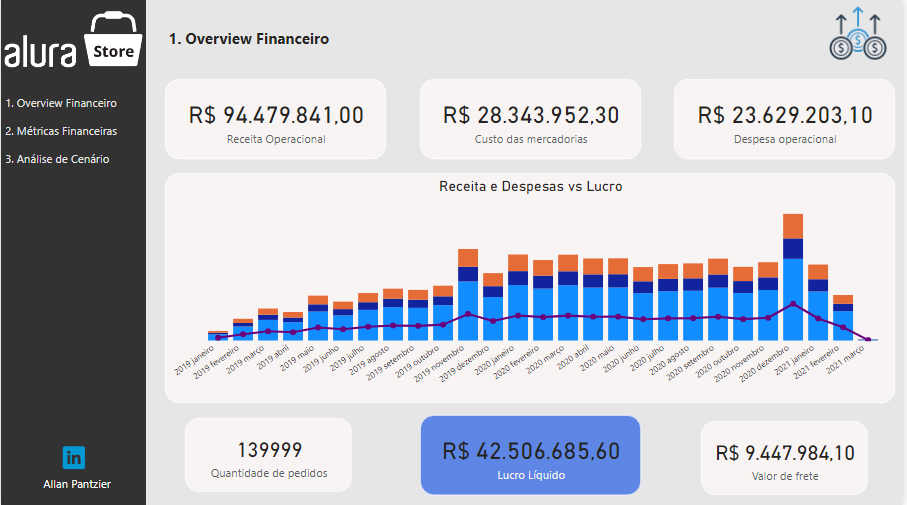 alura Store
1. Overview Financeiro
2. Métricas Financeiras
3. Análise de Cenário
in
Allan Pantzier
1. Overview Financeiro
R$ 94.479.841,00
Receita Operacional
R$ 28.343.952,30
Custo das mercadorias
R$ 23.629.203,10
Despesa operacional
Receita e Despesas vs Lucro
2019 janeiro
2019 fevereiro
2019 março
2019 abril
2019 maio
2019 junho
2019 julho
2019 agosto
2019 setembro
2019 outubro
2019 novembro
2019 dezembro
2020 janeiro
2020 fevereiro
2020 março
2020 abril
2020 maio
2020 junho
2020 julho
2020 agosto
2020 setembro
2020 outubro
2020 novembro
2020 dezembro
2021 janeiro
2021 fevereiro
2021 março
139999
Quantidade de pedidos
R$ 42.506.685,60
Lucro Líquido
R$ 9.447.984,10
Valor de frete